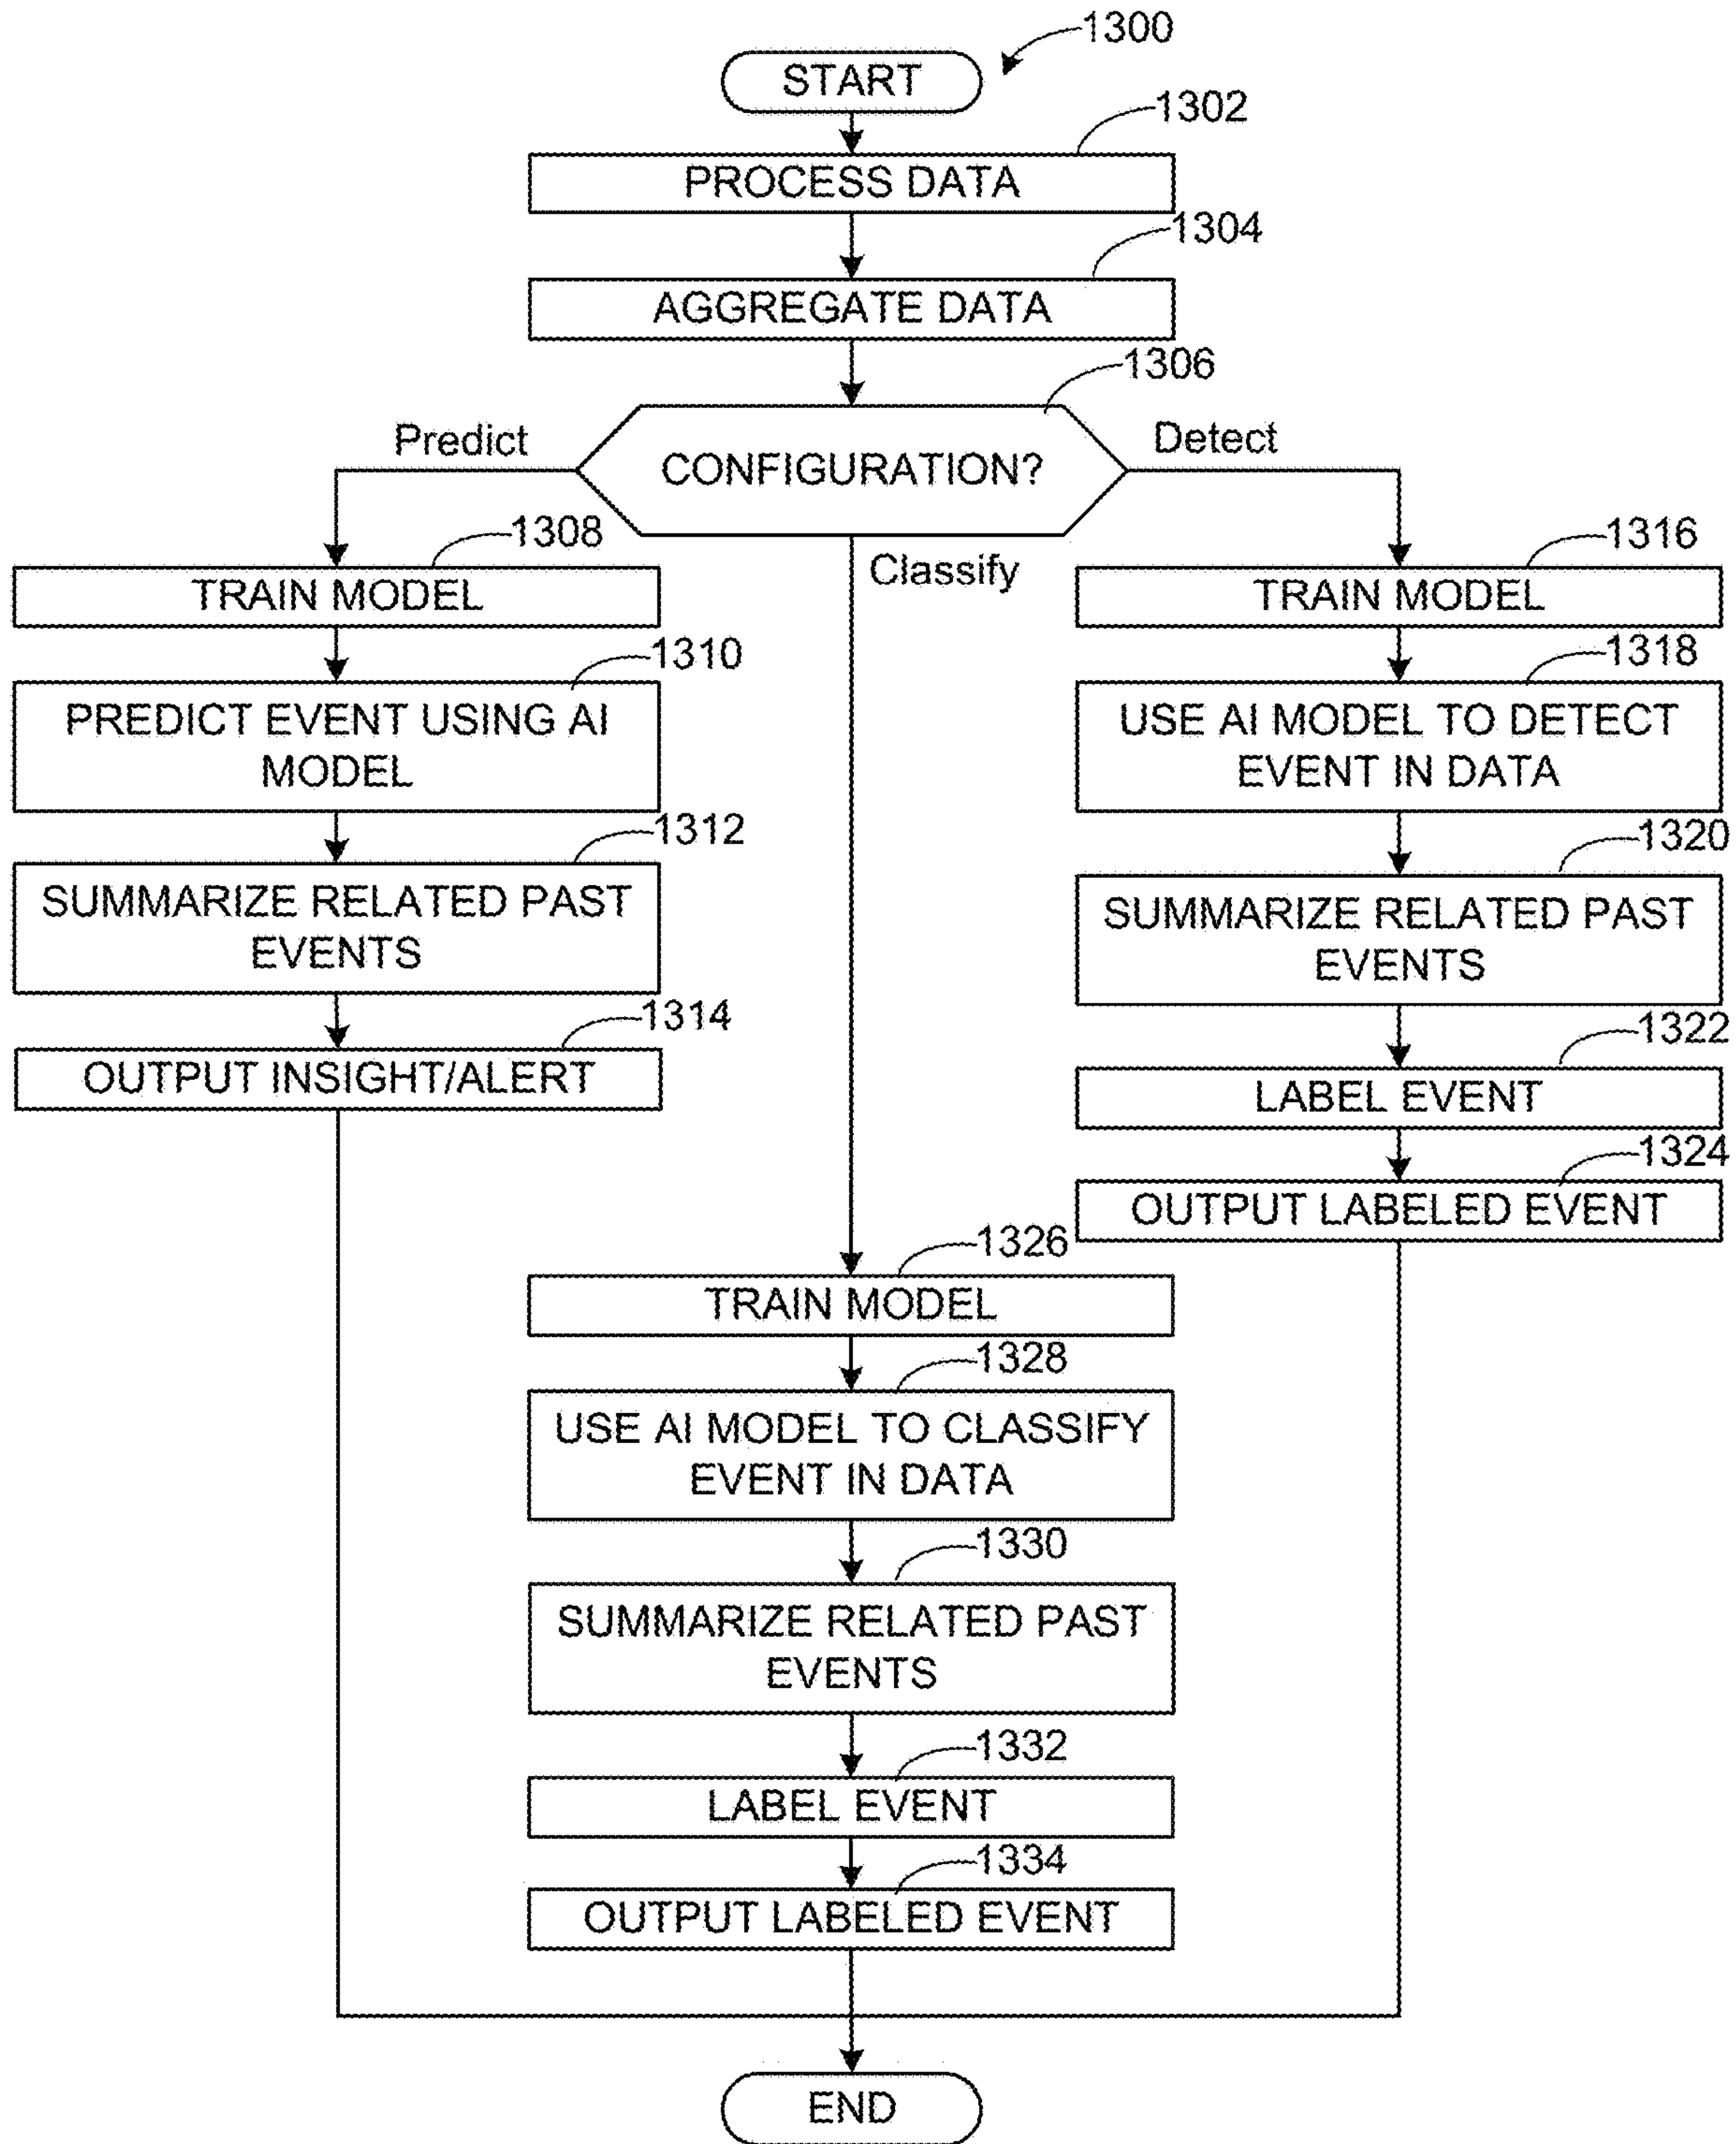 1300
START
1302
PROCESS DATA
1304
AGGREGATE DATA
1306
CONFIGURATION?
Predict
Detect
Classify
1308
TRAIN MODEL
1310
PREDICT EVENT USING AI
MODEL
1312
SUMMARIZE RELATED PAST
EVENTS
1314
OUTPUT INSIGHT/ALERT
1316
TRAIN MODEL
1318
USE AI MODEL TO DETECT
EVENT IN DATA
1320
SUMMARIZE RELATED PAST
EVENTS
1322
LABEL EVENT
1324
OUTPUT LABELED EVENT
1326
TRAIN MODEL
1328
USE AI MODEL TO CLASSIFY
EVENT IN DATA
1330
SUMMARIZE RELATED PAST
EVENTS
1332
LABEL EVENT
1334
OUTPUT LABELED EVENT
END